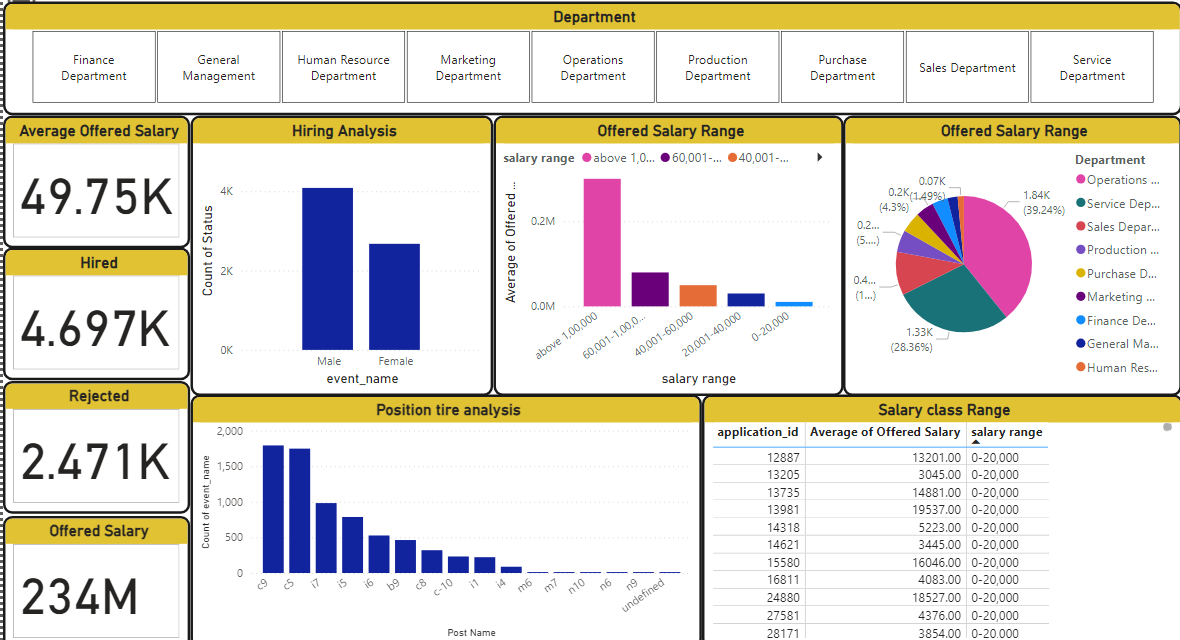 Department
Finance Department
General Management
Human Resource Department
Marketing Department
Operations Department
Production Department
Purchase Department
Sales Department
Service Department
Average Offered Salary
49.75K
Hired
4.697K
Rejected
2.471K
Offered Salary
234M
Hiring Analysis
Count of Status
4K
2K
0K
Male
Female
event_name
Offered Salary Range
salary range above 1,0... 60,001-... 40,001-...
Average of Offered ...
0.2M
0.0M
above 1,00,000
60,001-1,00,0...
40,001-60,000
20,001-40,000
0-20,000
salary range
Offered Salary Range
0.07K
(1.49%)
0.2K
(4.3%)
0.2...
(5....)
0.4...
(1...)
1.33K
(28.36%)
1.84K
(39.24%)
Department
Operations ...
Service Dep...
Sales Depar...
Production ...
Purchase D...
Marketing ...
Finance De...
General Ma...
Human Res...
Position tire analysis
Count of event_name
2,000
1,500
1,000
500
0
c9
c5
i7
i5
i6
b9
c8
c-10
i1
i4
m6
m7
n10
n6
n9
undefined
Post Name
Salary class Range
application_id Average of Offered Salary salary range
12887 13201.00 0-20,000
13205 3045.00 0-20,000
13735 14881.00 0-20,000
13981 19537.00 0-20,000
14318 5223.00 0-20,000
14621 3445.00 0-20,000
15580 16046.00 0-20,000
16811 4083.00 0-20,000
24880 18527.00 0-20,000
27581 4376.00 0-20,000
28171 3854.00 0-20,000